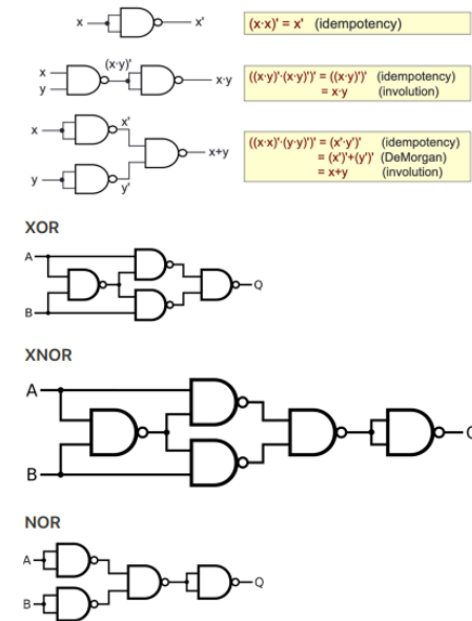 x x' (x·x)' = x' (idempotency)
(x·y)'
x
y x·y
((x·y)'·(x·y)')' = ((x·y)')' (idempotency)
= x·y (involution)
x x'
x+y
y y'
((x·x)'·(y·y)')' = (x'·y')' (idempotency)
= (x')'+(y')' (DeMorgan)
= x+y (involution)
XOR
A
Q
B
XNOR
A
B
NOR
A
Q
B